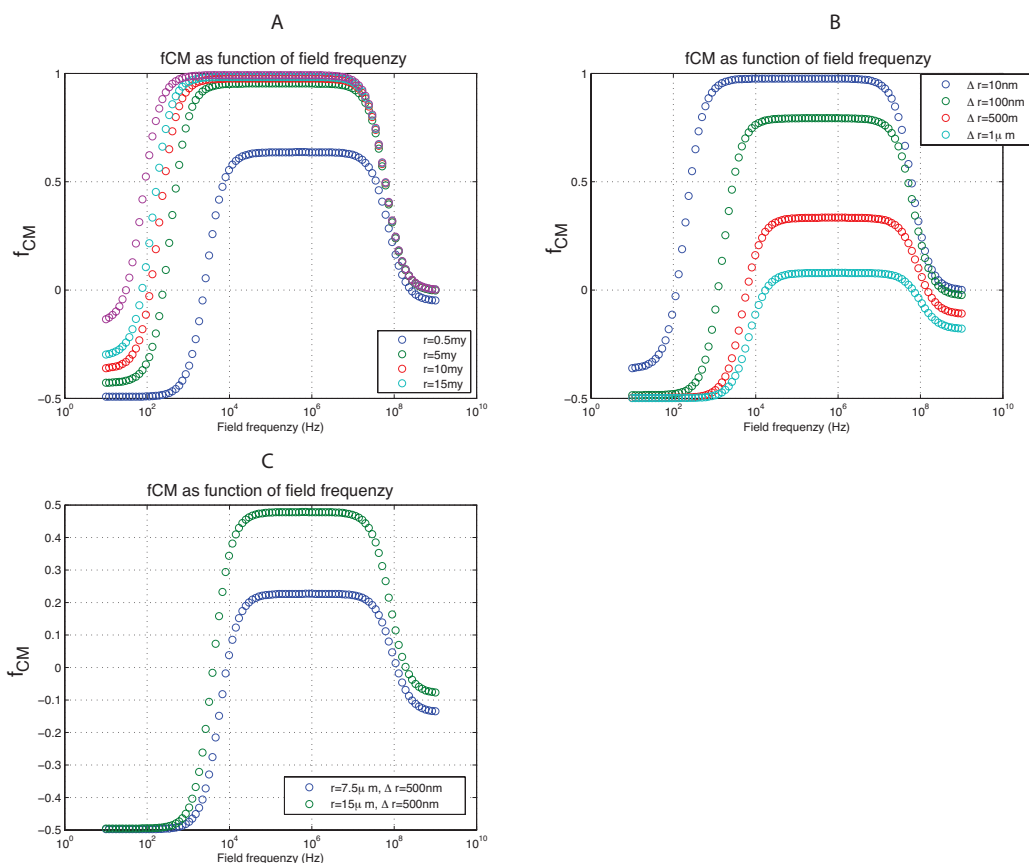 A
fCM as function of field frequenzy
1
0.5
0
−0.5
f_CM
10^0
10^2
10^4
10^6
10^8
10^10
Field frequenzy (Hz)
r=0.5my
r=5my
r=10my
r=15my
B
fCM as function of field frequenzy
1
0.5
0
−0.5
f_CM
10^0
10^2
10^4
10^6
10^8
10^10
Field frequenzy (Hz)
Δ r=10nm
Δ r=100nm
Δ r=500m
Δ r=1μ m
C
fCM as function of field frequenzy
0.5
0.4
0.3
0.2
0.1
0
−0.1
−0.2
−0.3
−0.4
−0.5
f_CM
10^0
10^2
10^4
10^6
10^8
10^10
Field frequenzy (Hz)
r=7.5μ m, Δ r=500nm
r=15μ m, Δ r=500nm